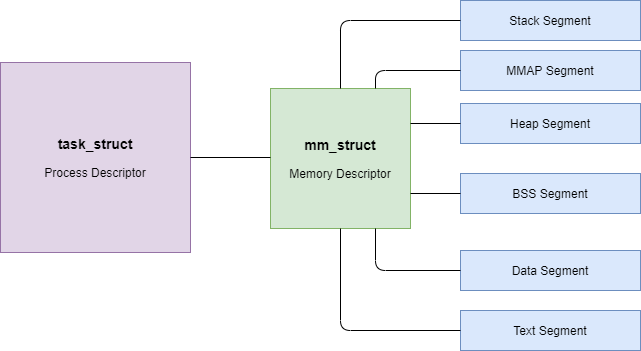 task_struct
Process Descriptor
mm_struct
Memory Descriptor
Stack Segment
MMAP Segment
Heap Segment
BSS Segment
Data Segment
Text Segment